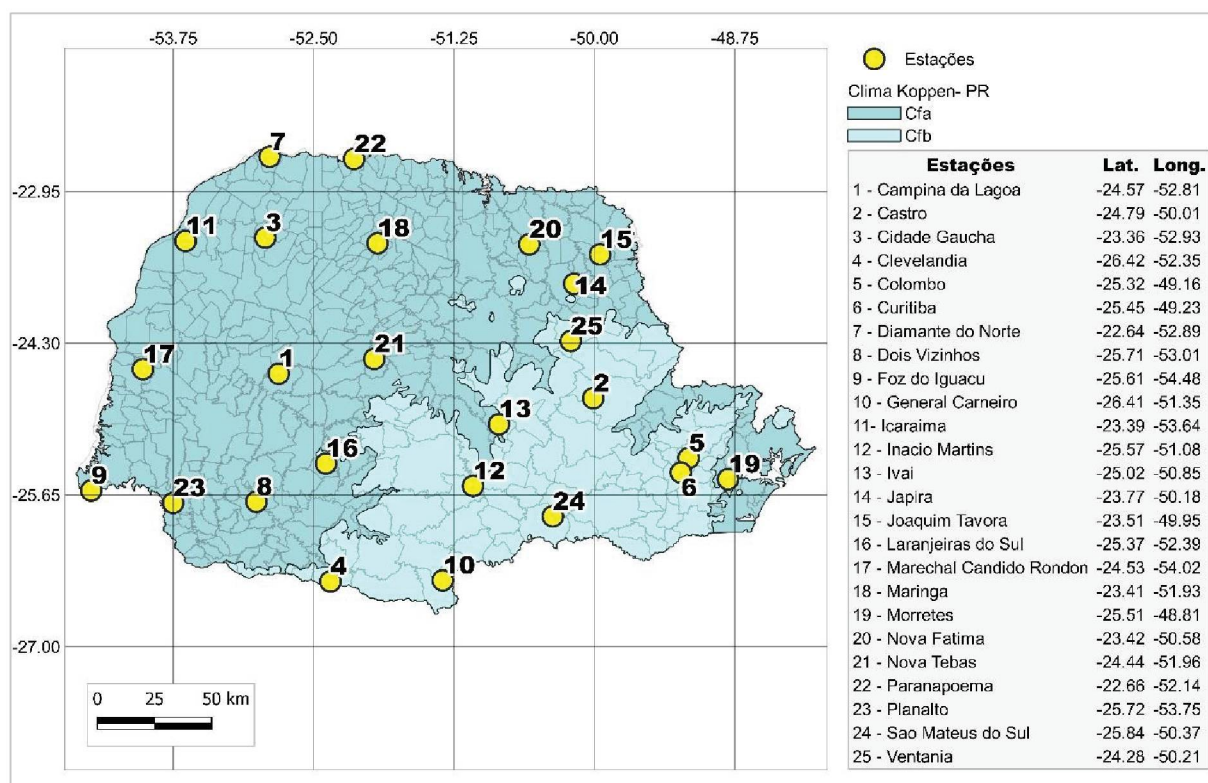 -53.75 -52.50 -51.25 -50.00 -48.75
-22.95
-24.30
-25.65
-27.00
7
22
11
3
18
20
15
14
25
17
1
21
2
13
16
5
9
23
8
12
6
19
24
4
10
0 25 50 km
Estações
Clima Koppen- PR
Cfa
Cfb
Estações Lat. Long.
1 - Campina da Lagoa -24.57 -52.81
2 - Castro -24.79 -50.01
3 - Cidade Gaucha -23.36 -52.93
4 - Clevelandia -26.42 -52.35
5 - Colombo -25.32 -49.16
6 - Curitiba -25.45 -49.23
7 - Diamante do Norte -22.64 -52.89
8 - Dois Vizinhos -25.71 -53.01
9 - Foz do Iguacu -25.61 -54.48
10 - General Carneiro -26.41 -51.35
11- Icaraima -23.39 -53.64
12 - Inacio Martins -25.57 -51.08
13 - Ivai -25.02 -50.85
14 - Japira -23.77 -50.18
15 - Joaquim Tavora -23.51 -49.95
16 - Laranjeiras do Sul -25.37 -52.39
17 - Marechal Candido Rondon -24.53 -54.02
18 - Maringa -23.41 -51.93
19 - Morretes -25.51 -48.81
20 - Nova Fatima -23.42 -50.58
21 - Nova Tebas -24.44 -51.96
22 - Paranapoema -22.66 -52.14
23 - Planalto -25.72 -53.75
24 - Sao Mateus do Sul -25.84 -50.37
25 - Ventania -24.28 -50.21